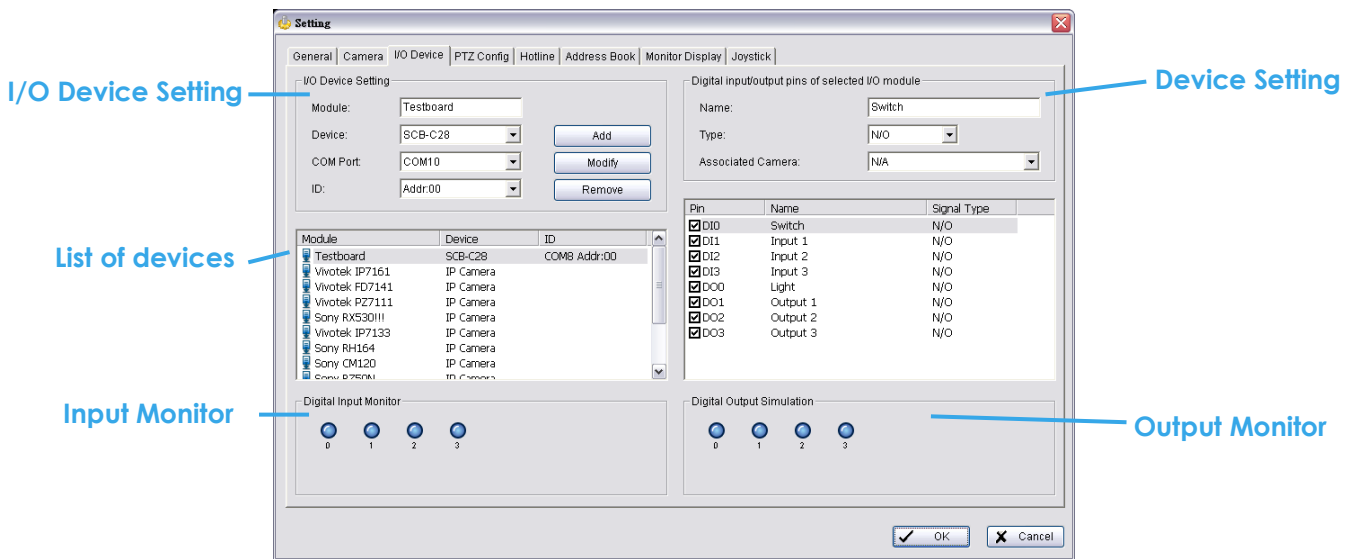 Setting
General Camera I/O Device PTZ Config Hotline Address Book Monitor Display Joystick
I/O Device Setting
I/O Device Setting
Module: Testboard
Device: SCB-C28 Add
COM Port: COM10 Modify
ID: Addr:00 Remove
Digital input/output pins of selected I/O module
Device Setting
Name: Switch
Type: N/O
Associated Camera: N/A
List of devices
Module Device ID
Testboard SCB-C28 COM8 Addr:00
Vivotek IP7161 IP Camera
Vivotek FD7141 IP Camera
Vivotek PZ7111 IP Camera
Sony RX530!!! IP Camera
Vivotek IP7133 IP Camera
Sony RH164 IP Camera
Sony CM120 IP Camera
Sony RZ50N IP Camera
Pin Name Signal Type
DI0 Switch N/O
DI1 Input 1 N/O
DI2 Input 2 N/O
DI3 Input 3 N/O
DO0 Light N/O
DO1 Output 1 N/O
DO2 Output 2 N/O
DO3 Output 3 N/O
Input Monitor
Digital Input Monitor
0 1 2 3
Digital Output Simulation
0 1 2 3
Output Monitor
OK Cancel